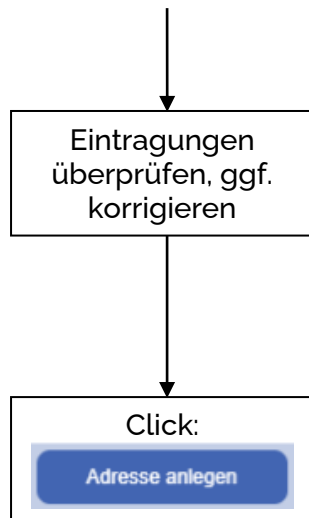 Eintragungen
überprüfen, ggf.
korrigieren
Click:
Adresse anlegen